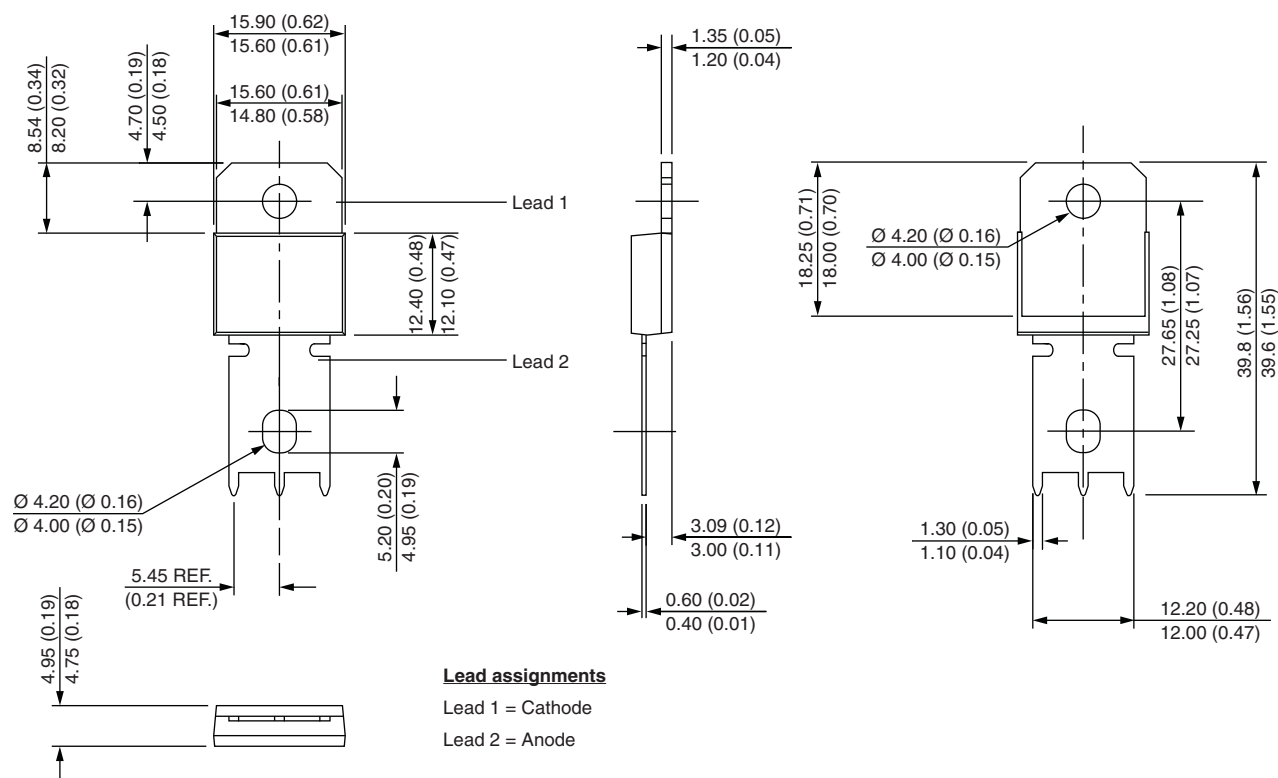 15.90 (0.62)
15.60 (0.61)
15.60 (0.61)
14.80 (0.58)
8.54 (0.34)
8.20 (0.32)
4.70 (0.19)
4.50 (0.18)
Lead 1
12.40 (0.48)
12.10 (0.47)
Lead 2
Ø 4.20 (Ø 0.16)
Ø 4.00 (Ø 0.15)
5.20 (0.20)
4.95 (0.19)
5.45 REF.
(0.21 REF.)
4.95 (0.19)
4.75 (0.18)
1.35 (0.05)
1.20 (0.04)
3.09 (0.12)
3.00 (0.11)
0.60 (0.02)
0.40 (0.01)
18.25 (0.71)
18.00 (0.70)
Ø 4.20 (Ø 0.16)
Ø 4.00 (Ø 0.15)
27.65 (1.08)
27.25 (1.07)
39.8 (1.56)
39.6 (1.55)
1.30 (0.05)
1.10 (0.04)
12.20 (0.48)
12.00 (0.47)
Lead assignments
Lead 1 = Cathode
Lead 2 = Anode